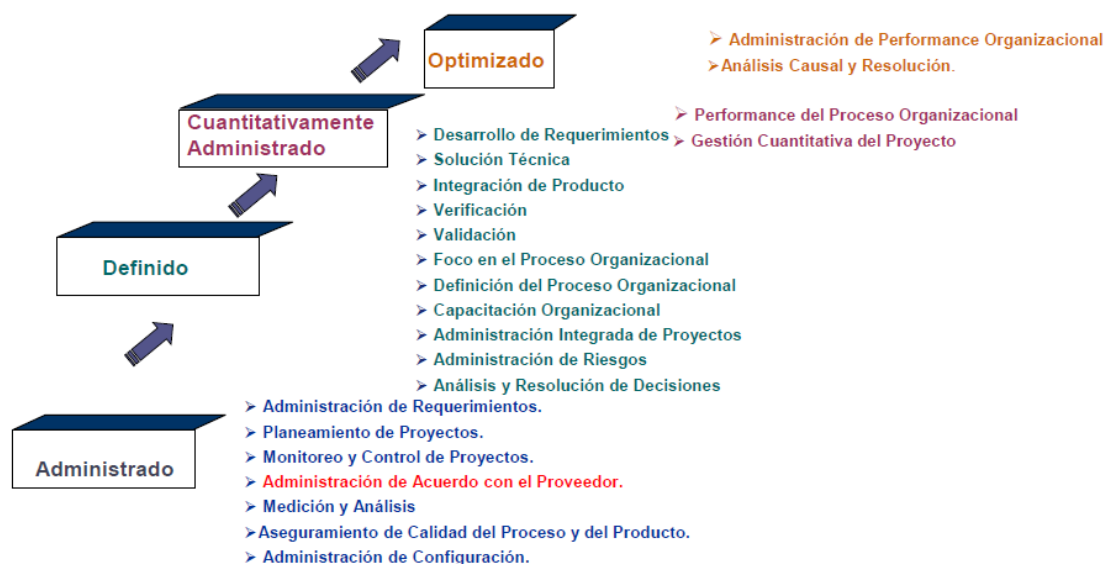 Optimizado
Administración de Performance Organizacional
Análisis Causal y Resolución.
Cuantitativamente
Administrado
Performance del Proceso Organizacional
Gestión Cuantitativa del Proyecto
Definido
Desarrollo de Requerimientos
Solución Técnica
Integración de Producto
Verificación
Validación
Foco en el Proceso Organizacional
Definición del Proceso Organizacional
Capacitación Organizacional
Administración Integrada de Proyectos
Administración de Riesgos
Análisis y Resolución de Decisiones
Administrado
Administración de Requerimientos.
Planeamiento de Proyectos.
Monitoreo y Control de Proyectos.
Administración de Acuerdo con el Proveedor.
Medición y Análisis
Aseguramiento de Calidad del Proceso y del Producto.
Administración de Configuración.